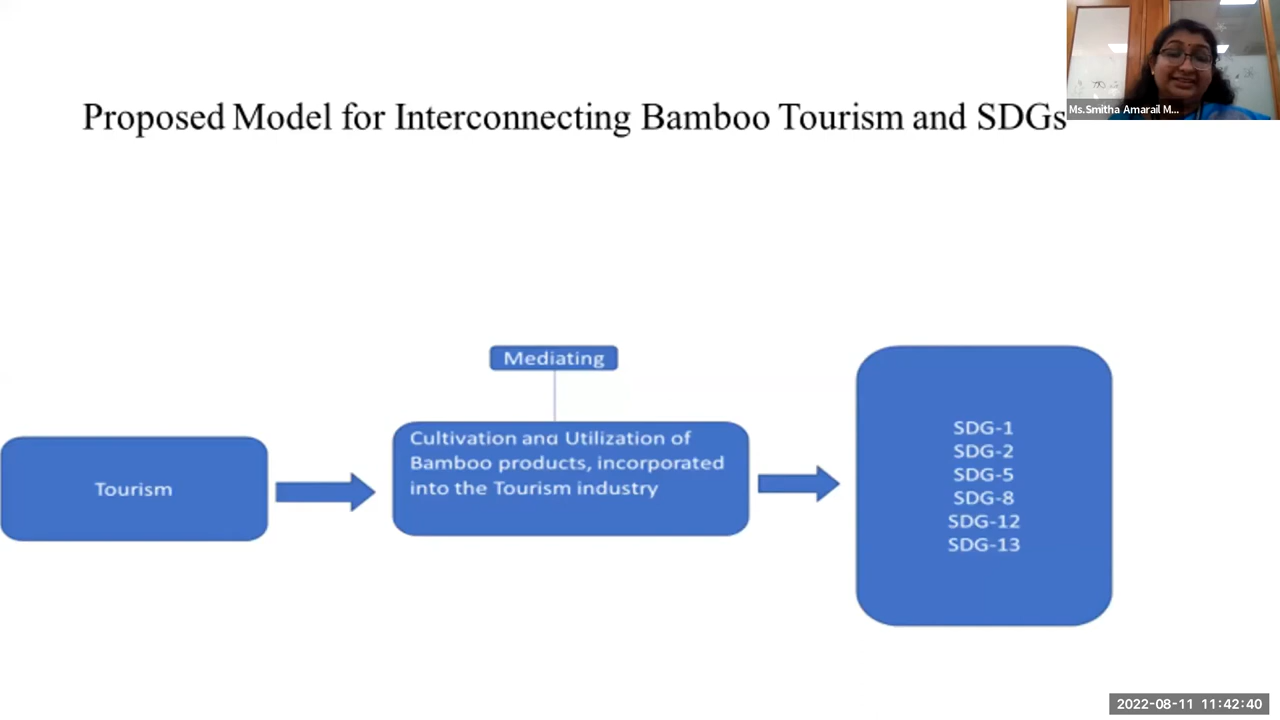 Ms.Smitha Amarail M...
Proposed Model for Interconnecting Bamboo Tourism and SDGs
Mediating
Tourism
Cultivation and Utilization of
Bamboo products, incorporated
into the Tourism industry
SDG-1
SDG-2
SDG-5
SDG-8
SDG-12
SDG-13
2022-08-11 11:42:40